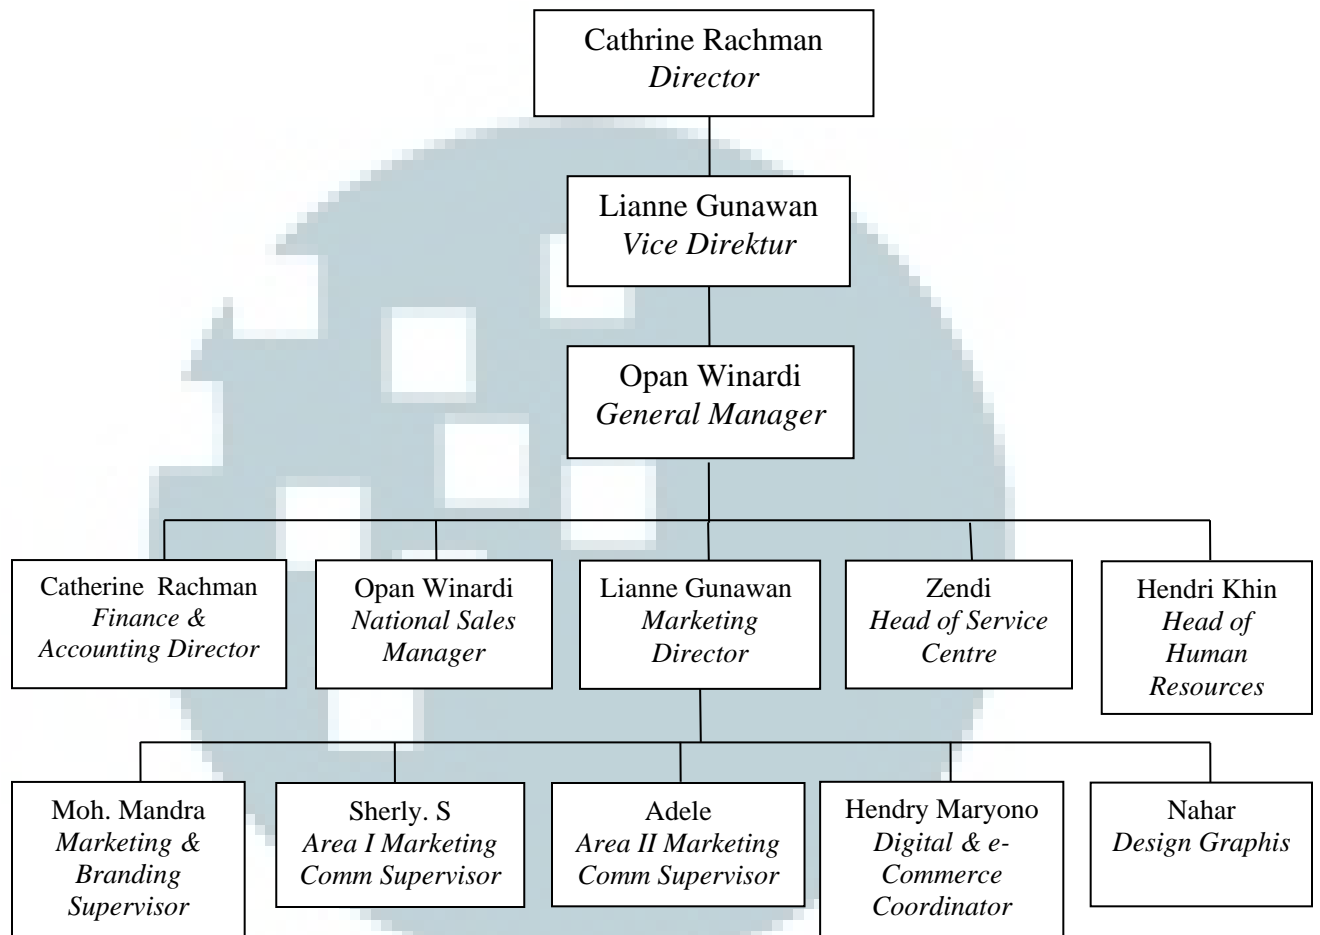 Cathrine Rachman
Director
Lianne Gunawan
Vice Direktur
Opan Winardi
General Manager
Catherine Rachman
Finance &
Accounting Director
Opan Winardi
National Sales
Manager
Lianne Gunawan
Marketing
Director
Zendi
Head of Service
Centre
Hendri Khin
Head of
Human
Resources
Moh. Mandra
Marketing &
Branding
Supervisor
Sherly. S
Area I Marketing
Comm Supervisor
Adele
Area II Marketing
Comm Supervisor
Hendry Maryono
Digital & e-
Commerce
Coordinator
Nahar
Design Graphis